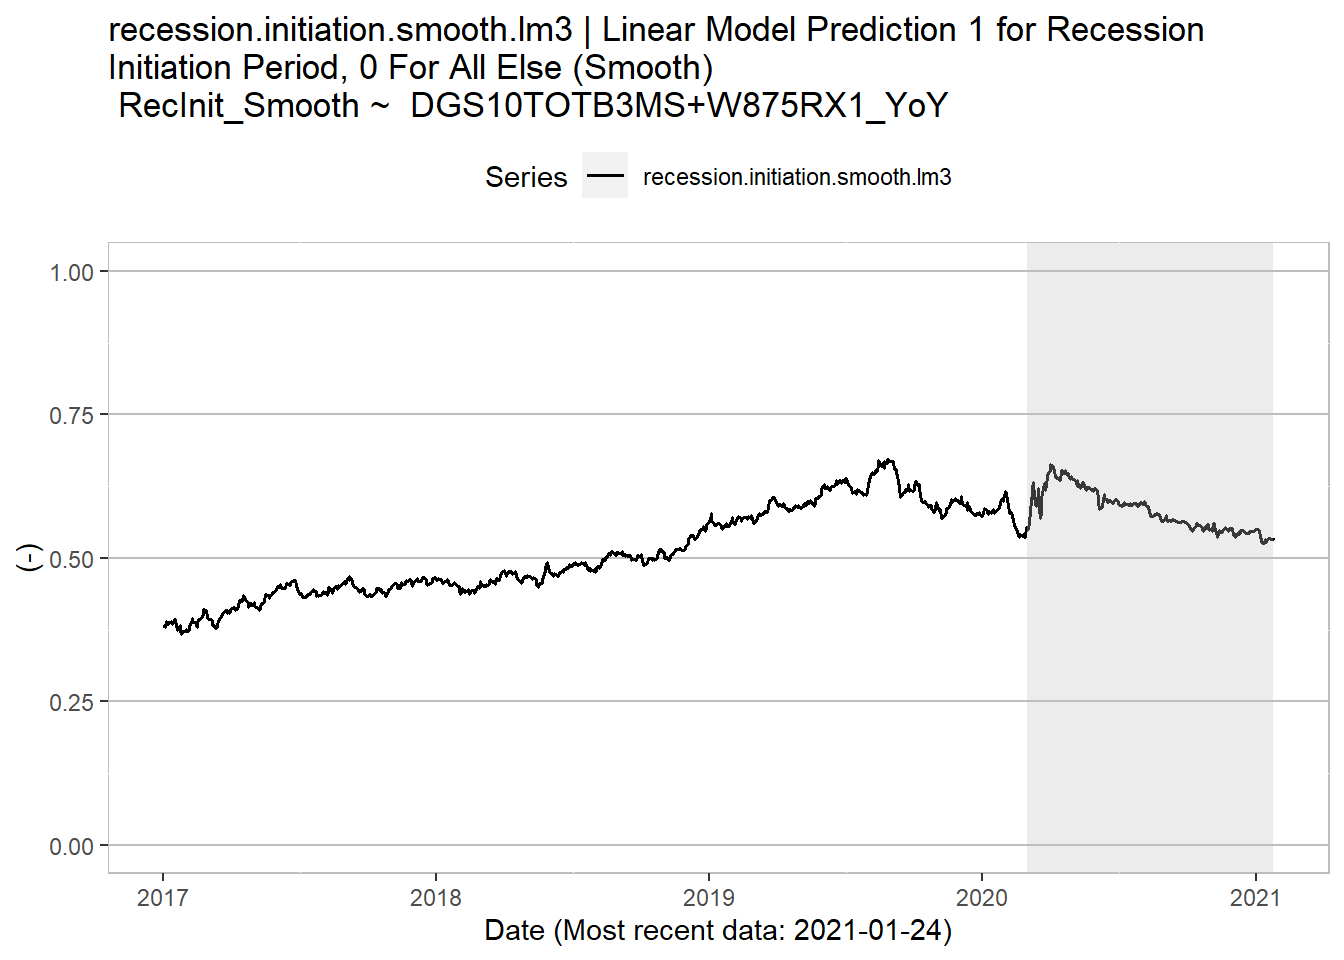 recession.initiation.smooth.lm3 | Linear Model Prediction 1 for Recession
Initiation Period, 0 For All Else (Smooth)
RecInit_Smooth ~ DGS10TOTB3MS+W875RX1_YoY
Series recession.initiation.smooth.lm3
1.00
0.75
0.50
0.25
0.00
(-)
2017 2018 2019 2020 2021
Date (Most recent data: 2021-01-24)